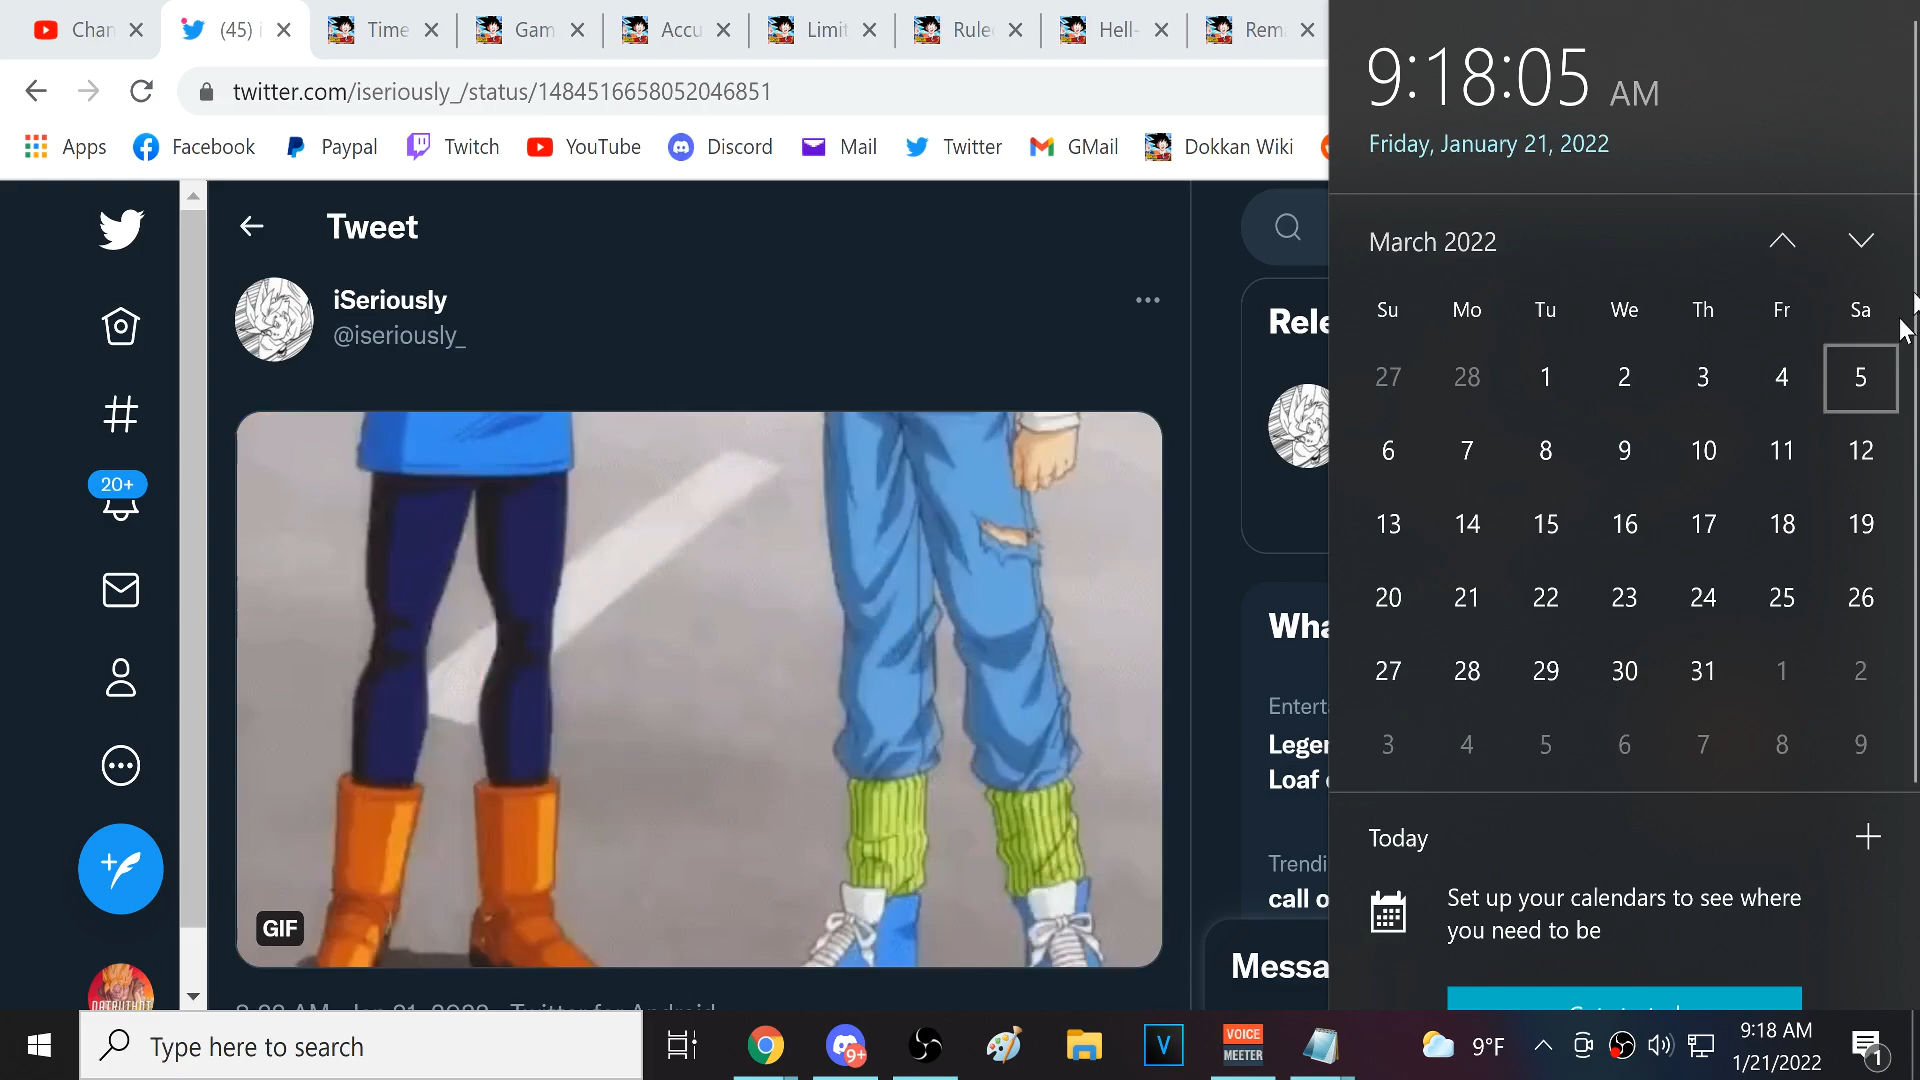 Chan
(45) i
Time
Gam
Accu
Limit
Rule
Hell-
Rem
twitter.com/iseriously_/status/1484516658052046851
Apps
Facebook
Paypal
Twitch
YouTube
Discord
Mail
Twitter
GMail
Dokkan Wiki
Tweet
iSeriously
@iseriously_
20+
GIF
Rele
Wha
Entert
Leger
Loaf
Trendi
call o
Messa
9:18:05 AM
Friday, January 21, 2022
March 2022
Su Mo Tu We Th Fr Sa
27 28 1 2 3 4 5
6 7 8 9 10 11 12
13 14 15 16 17 18 19
20 21 22 23 24 25 26
27 28 29 30 31 1 2
3 4 5 6 7 8 9
Today
Set up your calendars to see where
you need to be
Type here to search
9+
V
VOICE
MEETER
9°F
9:18 AM
1/21/2022
1